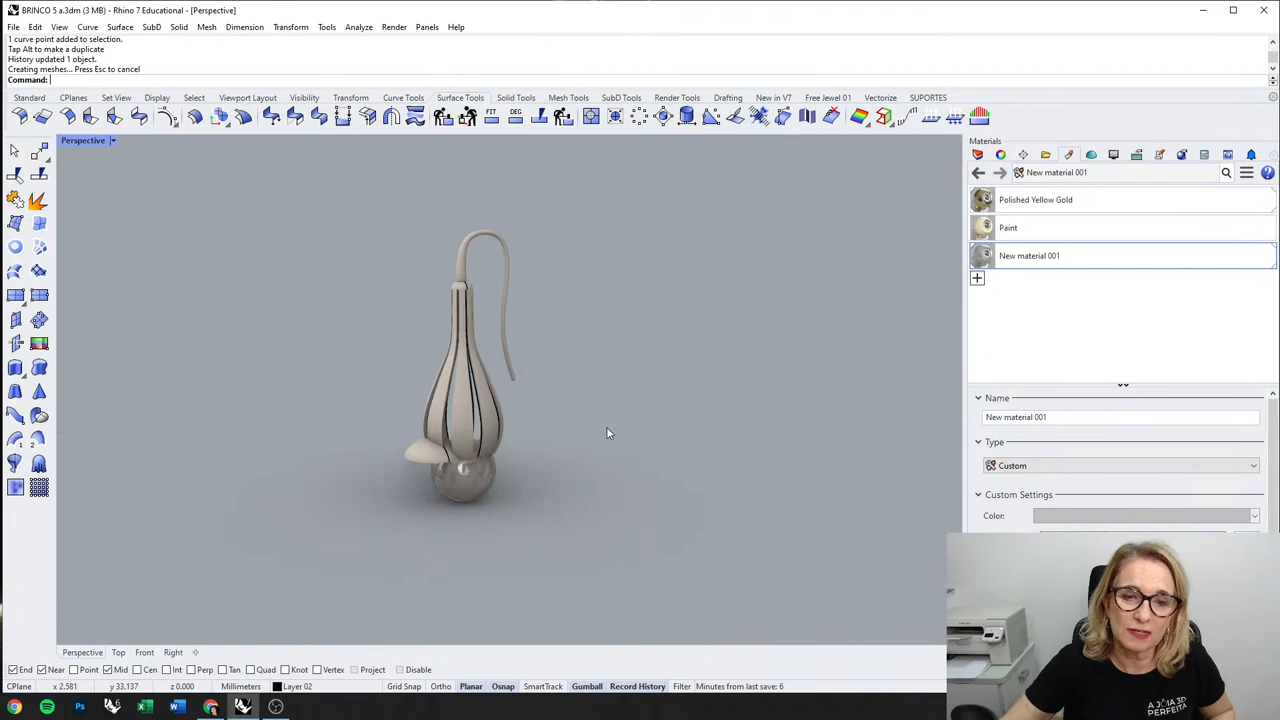 BRINCO 5 a.3dm (3 MB) - Rhino 7 Educational - [Perspective]
File Edit View Curve Surface SubD Solid Mesh Dimension Transform Tools Analyze Render Panels Help
1 curve point added to selection.
Tap Alt to make a duplicate
History updated 1 object.
Creating meshes... Press Esc to cancel
Command:
Standard CPlanes Set View Display Select Viewport Layout Visibility Transform Curve Tools Surface Tools Solid Tools Mesh Tools SubD Tools Render Tools Drafting New in V7 Free Jewel 01 Vectorize SUPORTES
FIT DEG
Perspective
Materials
New material 001
Polished Yellow Gold
Paint
New material 001
Name
New material 001
Type
Custom
Custom Settings
Color:
A JOIA 3D
PERFEITA
Perspective Top Front Right
End Near Point Mid Cen Int Perp Tan Quad Knot Vertex Project Disable
CPlane x 2.581 y 33.137 z 0.000 Millimeters Layer 02 Grid Snap Ortho Planar Osnap SmartTrack Gumball Record History Filter Minutes from last save: 6